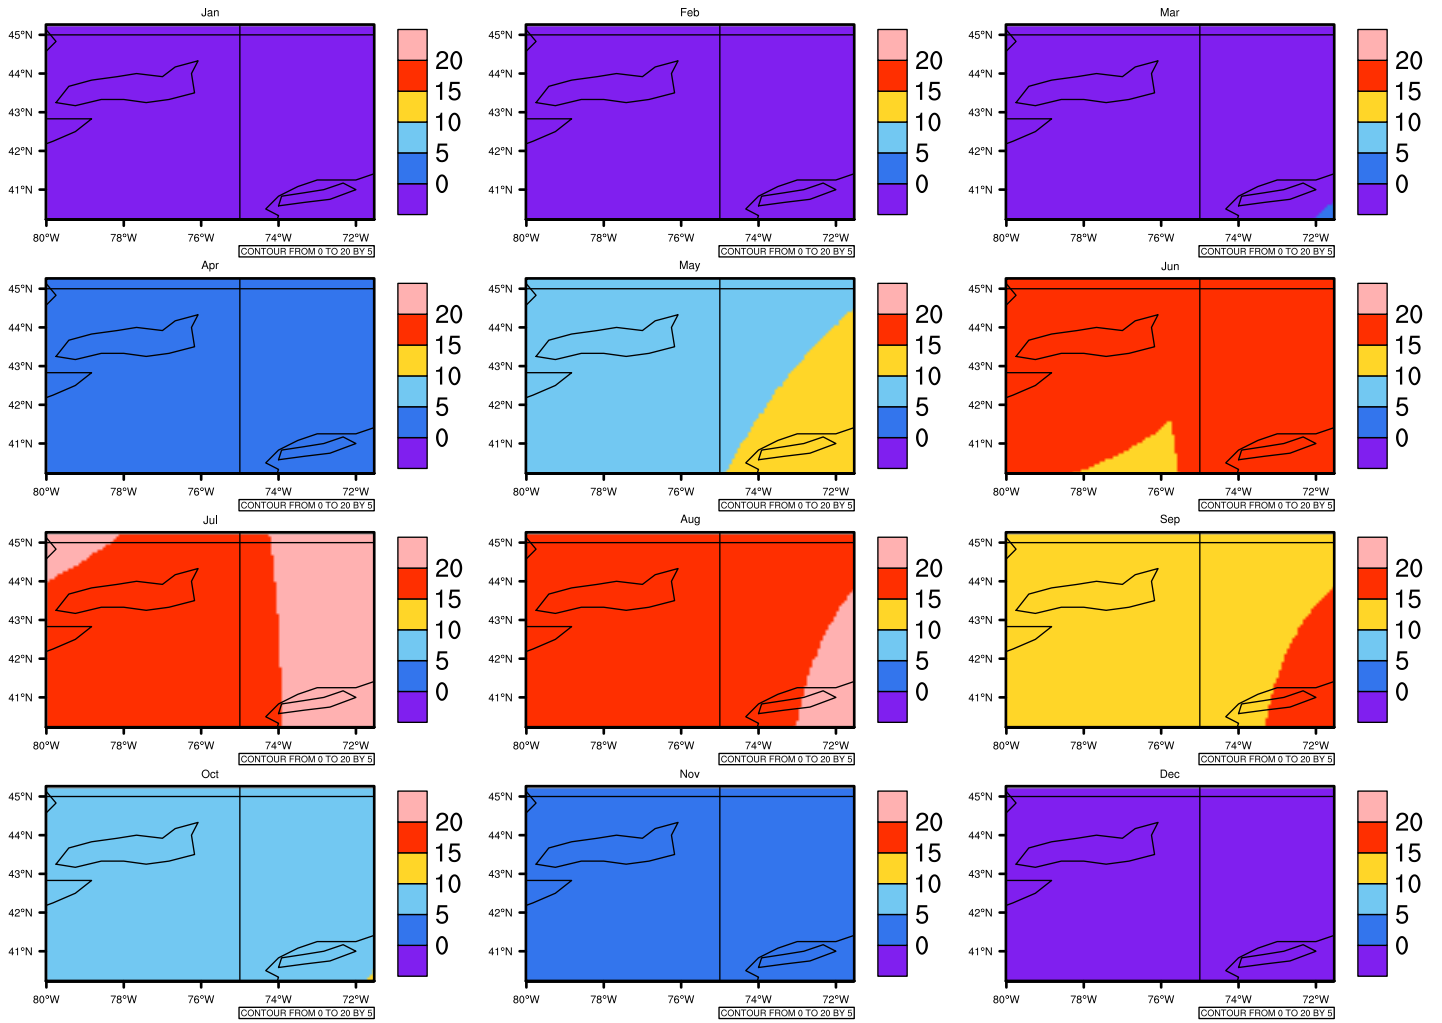 Jan Feb Mar
45°N 20 45°N 20 45°N 20
44°N 15 44°N 15 44°N 15
43°N 10 43°N 10 43°N 10
42°N 5 42°N 5 42°N 5
41°N 0 41°N 0 41°N 0
80°W 78°W 76°W 74°W 72°W 80°W 78°W 76°W 74°W 72°W 80°W 78°W 76°W 74°W 72°W
CONTOUR FROM 0 TO 20 BY 5 CONTOUR FROM 0 TO 20 BY 5 CONTOUR FROM 0 TO 20 BY 5
Apr May Jun
45°N 20 45°N 20 45°N 20
44°N 15 44°N 15 44°N 15
43°N 10 43°N 10 43°N 10
42°N 5 42°N 5 42°N 5
41°N 0 41°N 0 41°N 0
80°W 78°W 76°W 74°W 72°W 80°W 78°W 76°W 74°W 72°W 80°W 78°W 76°W 74°W 72°W
CONTOUR FROM 0 TO 20 BY 5 CONTOUR FROM 0 TO 20 BY 5 CONTOUR FROM 0 TO 20 BY 5
Jul Aug Sep
45°N 20 45°N 20 45°N 20
44°N 15 44°N 15 44°N 15
43°N 10 43°N 10 43°N 10
42°N 5 42°N 5 42°N 5
41°N 0 41°N 0 41°N 0
80°W 78°W 76°W 74°W 72°W 80°W 78°W 76°W 74°W 72°W 80°W 78°W 76°W 74°W 72°W
CONTOUR FROM 0 TO 20 BY 5 CONTOUR FROM 0 TO 20 BY 5 CONTOUR FROM 0 TO 20 BY 5
Oct Nov Dec
45°N 20 45°N 20 45°N 20
44°N 15 44°N 15 44°N 15
43°N 10 43°N 10 43°N 10
42°N 5 42°N 5 42°N 5
41°N 0 41°N 0 41°N 0
80°W 78°W 76°W 74°W 72°W 80°W 78°W 76°W 74°W 72°W 80°W 78°W 76°W 74°W 72°W
CONTOUR FROM 0 TO 20 BY 5 CONTOUR FROM 0 TO 20 BY 5 CONTOUR FROM 0 TO 20 BY 5